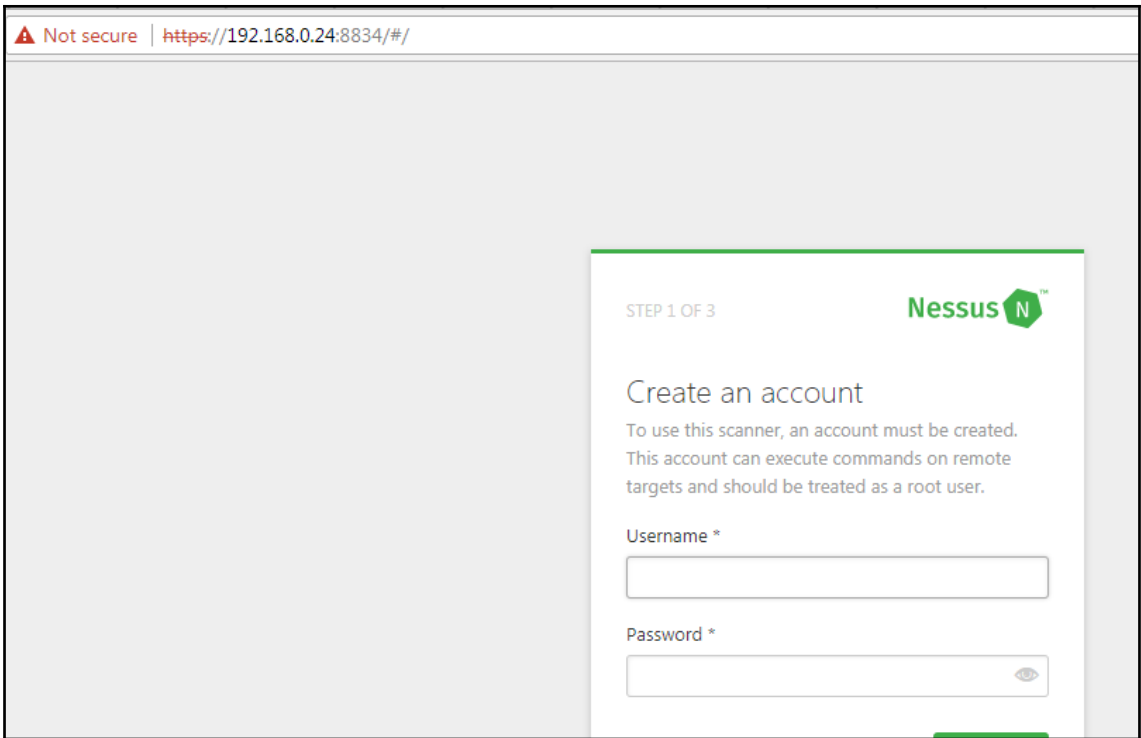 Not secure | https://192.168.0.24:8834/#/
STEP 1 OF 3
Nessus N ™
Create an account
To use this scanner, an account must be created.
This account can execute commands on remote
targets and should be treated as a root user.
Username *
Password *